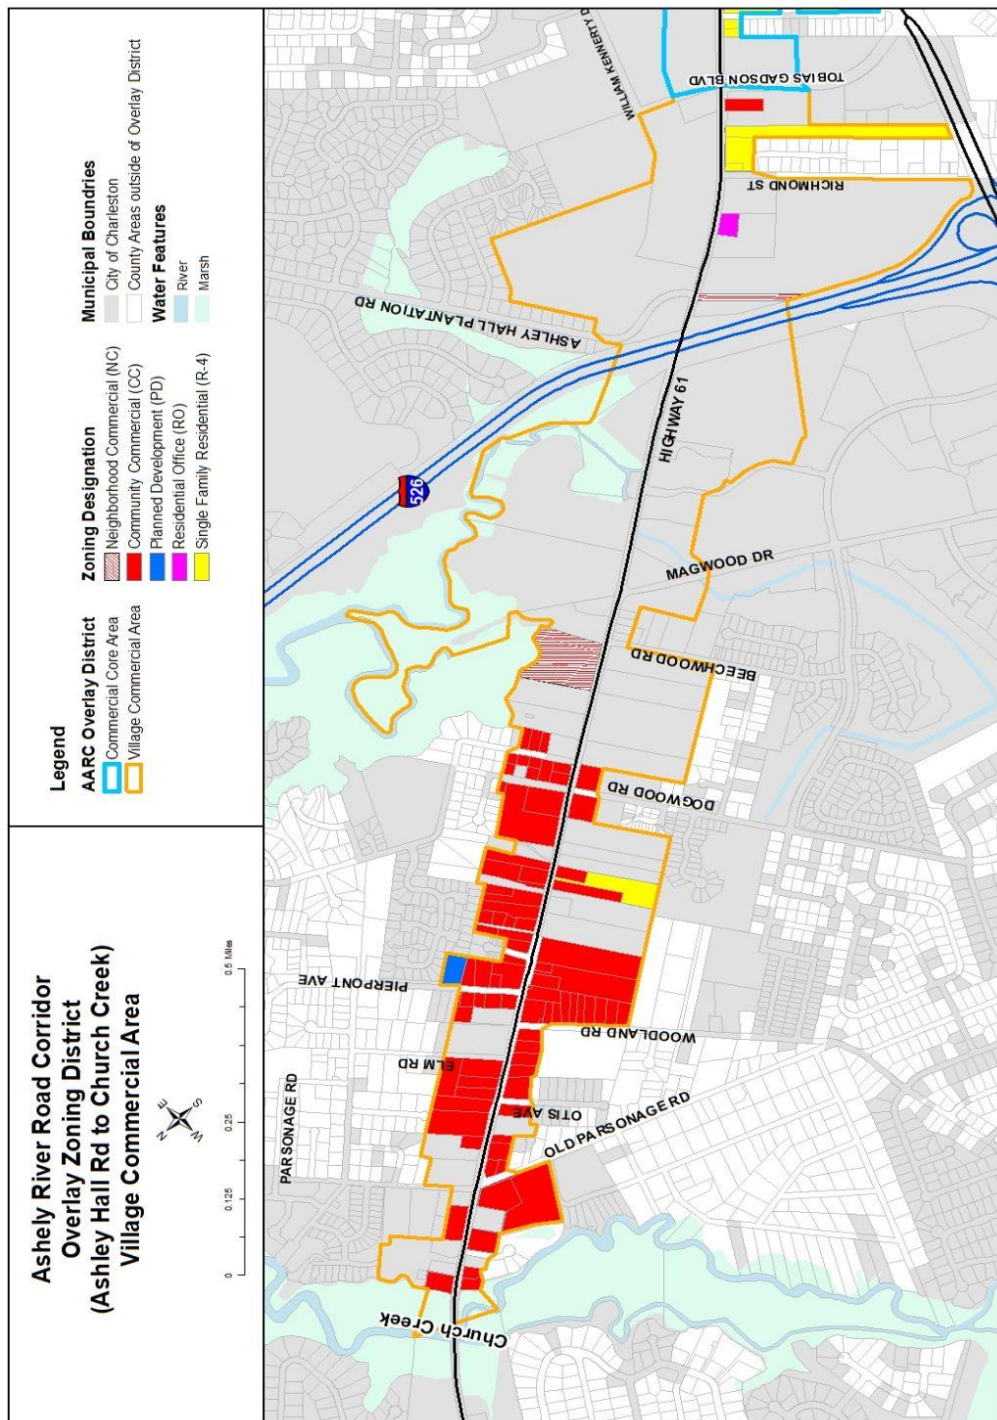 Ashely River Road Corridor
Overlay Zoning District
(Ashley Hall Rd to Church Creek)
Village Commercial Area
N
E
S
W
0
0.125
0.25
0.5 Miles
Legend
AARC Overlay District
Commercial Core Area
Village Commercial Area
Zoning Designation
Neighborhood Commercial (NC)
Community Commercial (CC)
Planned Development (PD)
Residential Office (RO)
Single Family Residential (R-4)
Municipal Boundries
City of Charleston
County Areas outside of Overlay District
Water Features
River
Marsh
PARSONAGE RD
PIERPONT AVE
ELM RD
Church Creek
OTIS AVE
OLD PARSONAGE RD
WOODLAND RD
DOGWOOD RD
BEECHWOOD RD
MAGWOOD DR
526
HIGHWAY 61
ASHLEY HALL PLANTATION RD
WILLIAM KENNERTY D
RICHMOND ST
TOBIAS GADSON BLVD